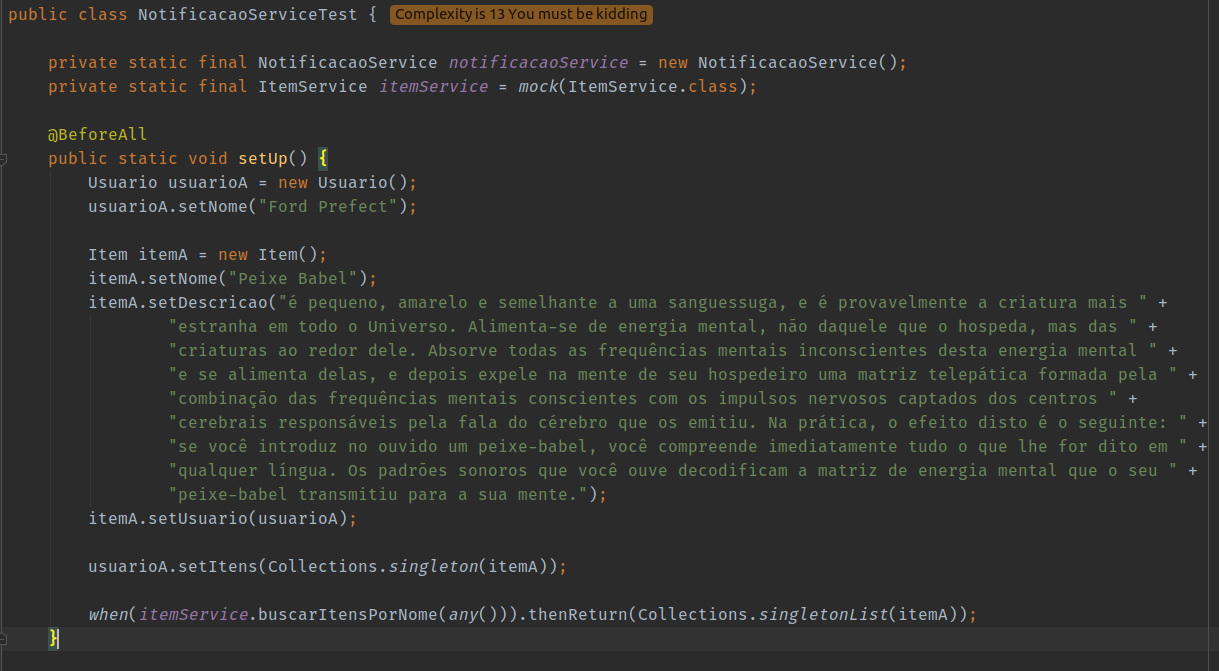 public class NotificacaoServiceTest { Complexity is 13 You must be kidding
private static final NotificacaoService notificacaoService = new NotificacaoService();
private static final ItemService itemService = mock(ItemService.class);
@BeforeAll
public static void setUp() {
Usuario usuarioA = new Usuario();
usuarioA.setNome("Ford Prefect");
Item itemA = new Item();
itemA.setNome("Peixe Babel");
itemA.setDescricao("é pequeno, amarelo e semelhante a uma sanguessuga, e é provavelmente a criatura mais " +
"estranha em todo o Universo. Alimenta-se de energia mental, não daquele que o hospeda, mas das " +
"criaturas ao redor dele. Absorve todas as frequências mentais inconscientes desta energia mental " +
"e se alimenta delas, e depois expele na mente de seu hospedeiro uma matriz telepática formada pela " +
"combinação das frequências mentais conscientes com os impulsos nervosos captados dos centros " +
"cerebrais responsáveis pela fala do cérebro que os emitiu. Na prática, o efeito disto é o seguinte: " +
"se você introduz no ouvido um peixe-babel, você compreende imediatamente tudo o que lhe for dito em " +
"qualquer língua. Os padrões sonoros que você ouve decodificam a matriz de energia mental que o seu " +
"peixe-babel transmitiu para a sua mente.");
itemA.setUsuario(usuarioA);
usuarioA.setItens(Collections.singleton(itemA));
when(itemService.buscarItensPorNome(any())).thenReturn(Collections.singletonList(itemA));
}